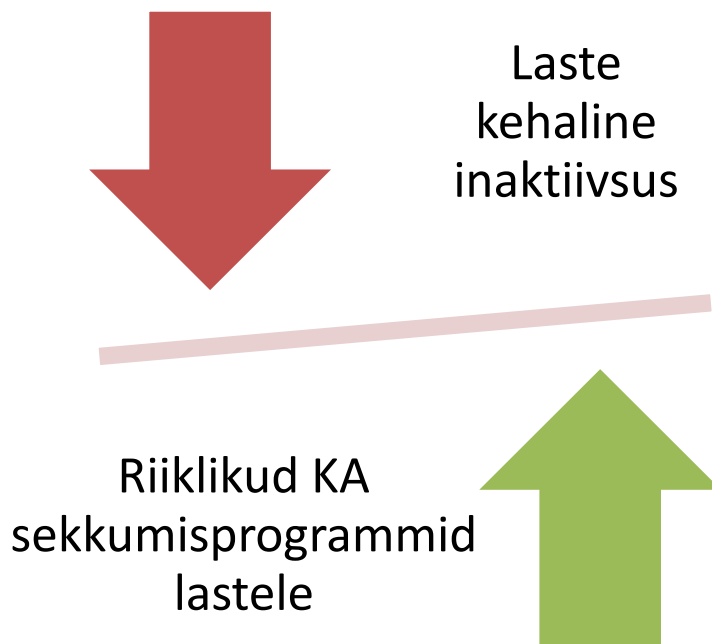 Laste
kehaline
inaktiivsus
Riiklikud KA
sekkumisprogrammid
lastele